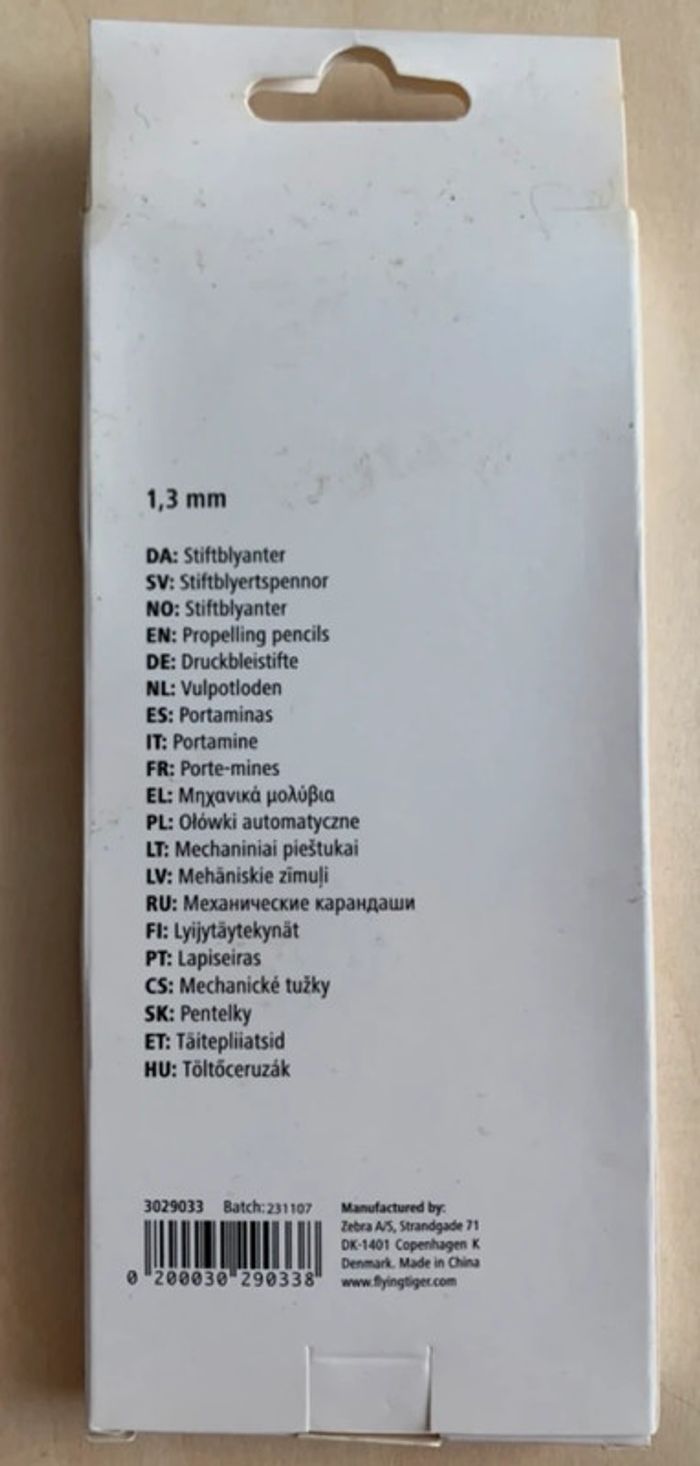 1,3 mm
DA: Stiftblyanter
SV: Stiftblyertspennor
NO: Stiftblyanter
EN: Propelling pencils
DE: Druckbleistifte
NL: Vulpotloden
ES: Portaminas
IT: Portamine
FR: Porte-mines
EL: Μηχανικά μολύβια
PL: Ołówki automatyczne
LT: Mechaniniai pieštukai
LV: Mehāniskie zīmuļi
RU: Механические карандаши
FI: Lyijytäytekynät
PT: Lapiseiras
CS: Mechanické tužky
SK: Pentelky
ET: Täitepliiatsid
HU: Töltőceruzák
3029033 Batch: 231107
0 200030 290338
Manufactured by:
Zebra A/S, Strandgade 71
DK-1401 Copenhagen K
Denmark. Made in China
www.flyingtiger.com